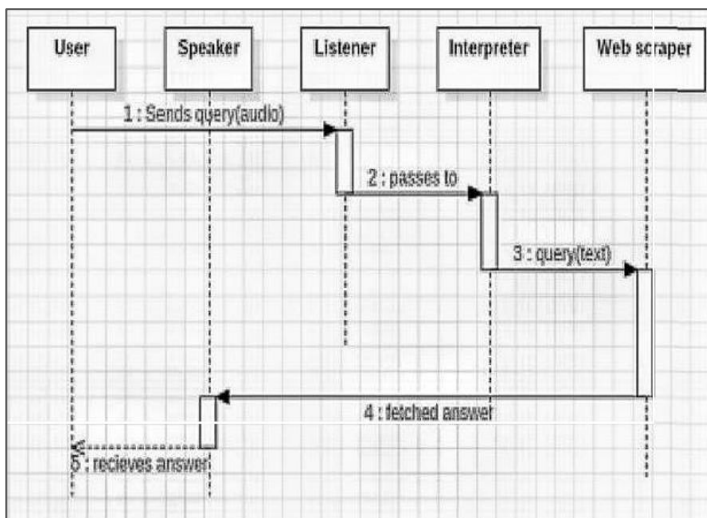 User
Speaker
Listener
Interpreter
Web scraper
1 : Sends query(audio)
2 : passes to
3 : query(text)
4 : fetched answer
5 : recieves answer